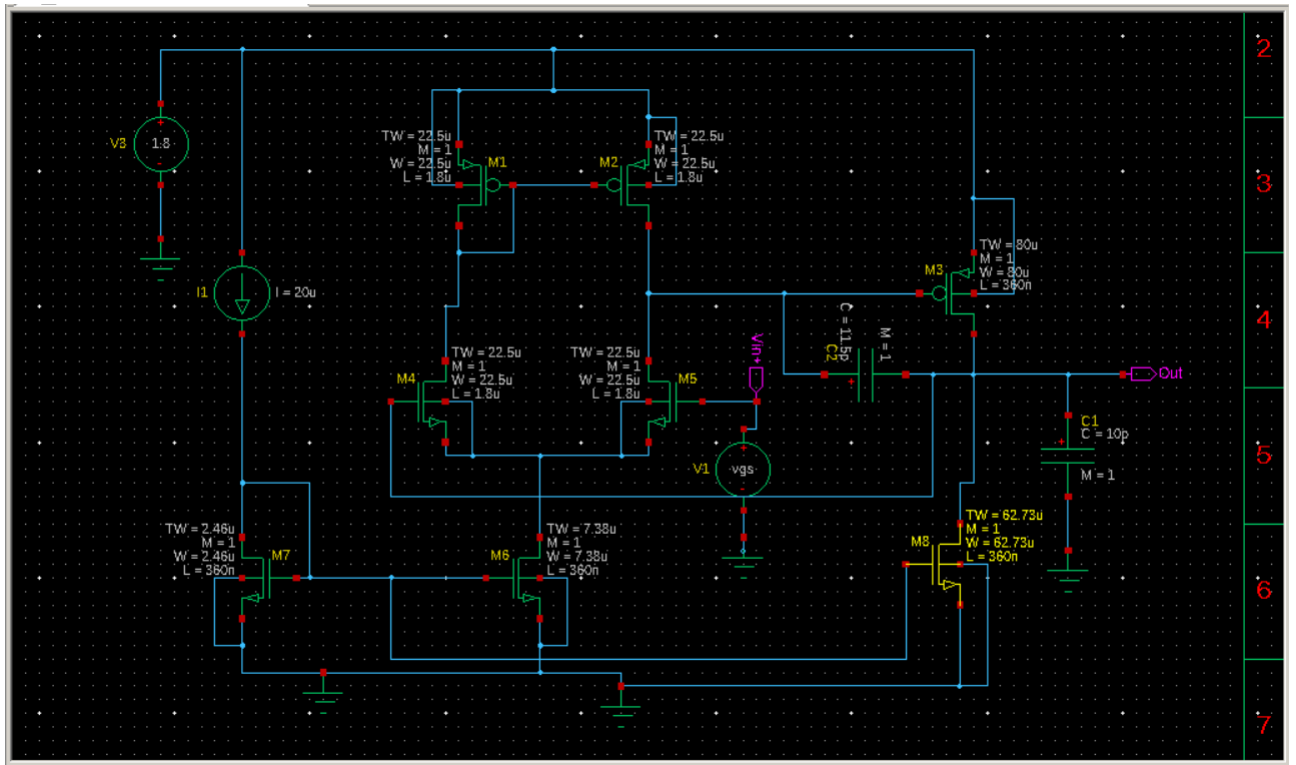 2
V3
1.8
TW = 22.5u
M = 1
W = 22.5u
L = 1.8u
M1
M2
TW = 22.5u
M = 1
W = 22.5u
L = 1.8u
3
I1
I = 20u
M3
TW = 80u
M = 1
W = 80u
L = 360n
4
M4
TW = 22.5u
M = 1
W = 22.5u
L = 1.8u
TW = 22.5u
M = 1
W = 22.5u
L = 1.8u
M5
Vin+
C = 11.5p
C2
+
M = 1
Out
V1
vgs
C1
C = 10p
+
M = 1
5
TW = 2.46u
M = 1
W = 2.46u
L = 360n
M7
M6
TW = 7.38u
M = 1
W = 7.38u
L = 360n
M8
TW = 62.73u
M = 1
W = 62.73u
L = 360n
6
7